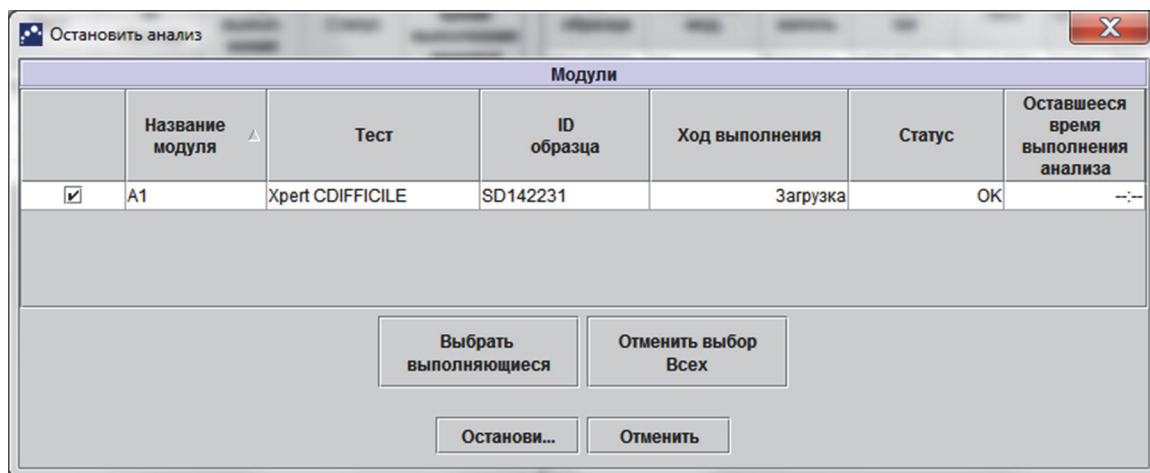 Остановить анализ
Модули
Название модуля
Тест
ID образца
Ход выполнения
Статус
Оставшееся время выполнения анализа
A1
Xpert CDIFFICILE
SD142231
Загрузка
OK
--:--
Выбрать выполняющиеся
Отменить выбор Всех
Останови...
Отменить